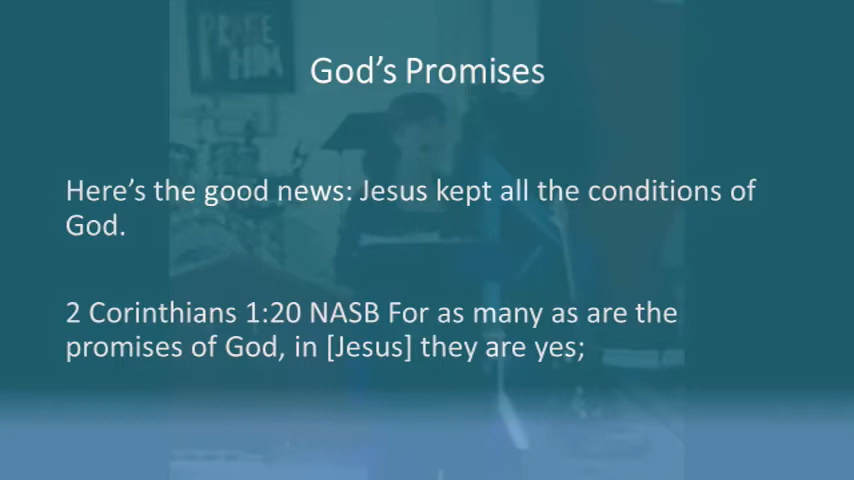 God's Promises
Here's the good news: Jesus kept all the conditions of
God.
2 Corinthians 1:20 NASB For as many as are the
promises of God, in [Jesus] they are yes;